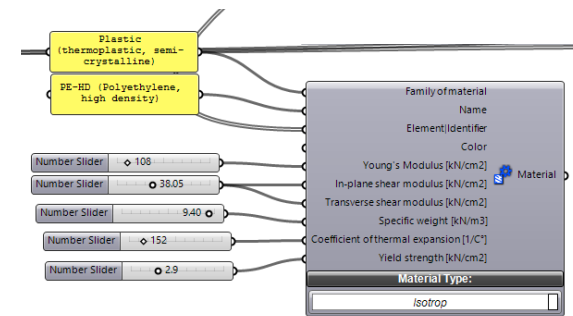 Plastic
(thermoplastic, semi-
crystalline)
PE-HD (Polyethylene,
high density)
Family of material
Name
Element|Identifier
Color
Number Slider 108 Young's Modulus [kN/cm2]
Material
Number Slider 38.05 In-plane shear modulus [kN/cm2]
Transverse shear modulus [kN/cm2]
Number Slider 9.40 Specific weight [kN/m3]
Number Slider 152 Coefficient of thermal expansion [1/C°]
Number Slider 2.9 Yield strength [kN/cm2]
Material Type:
Isotrop